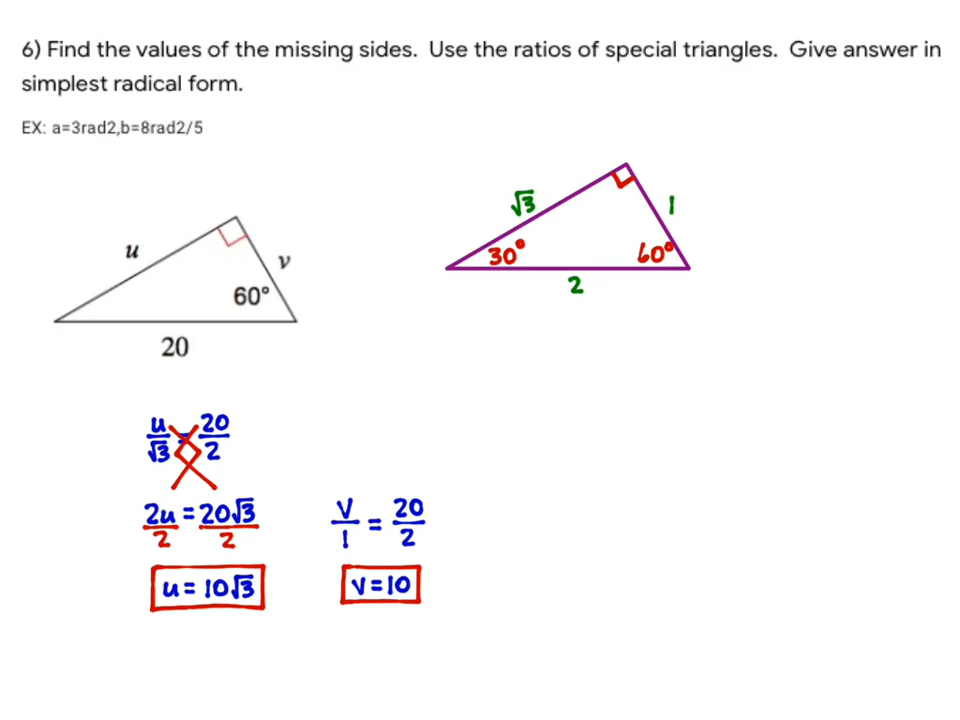 6) Find the values of the missing sides. Use the ratios of special triangles. Give answer in
simplest radical form.
EX: a=3rad2,b=8rad2/5
u
v
60°
20
√3
1
30°
60°
2
u/√3 = 20/2
2u = 20√3
2 2
u = 10√3
v/1 = 20/2
v = 10